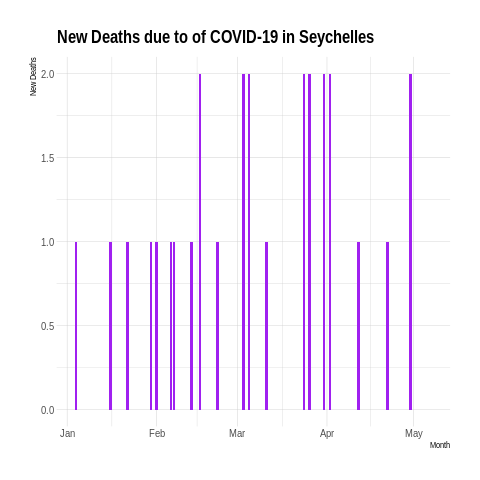 New Deaths due to of COVID-19 in Seychelles
New Deaths
2.0
1.5
1.0
0.5
0.0
Jan Feb Mar Apr May
Month